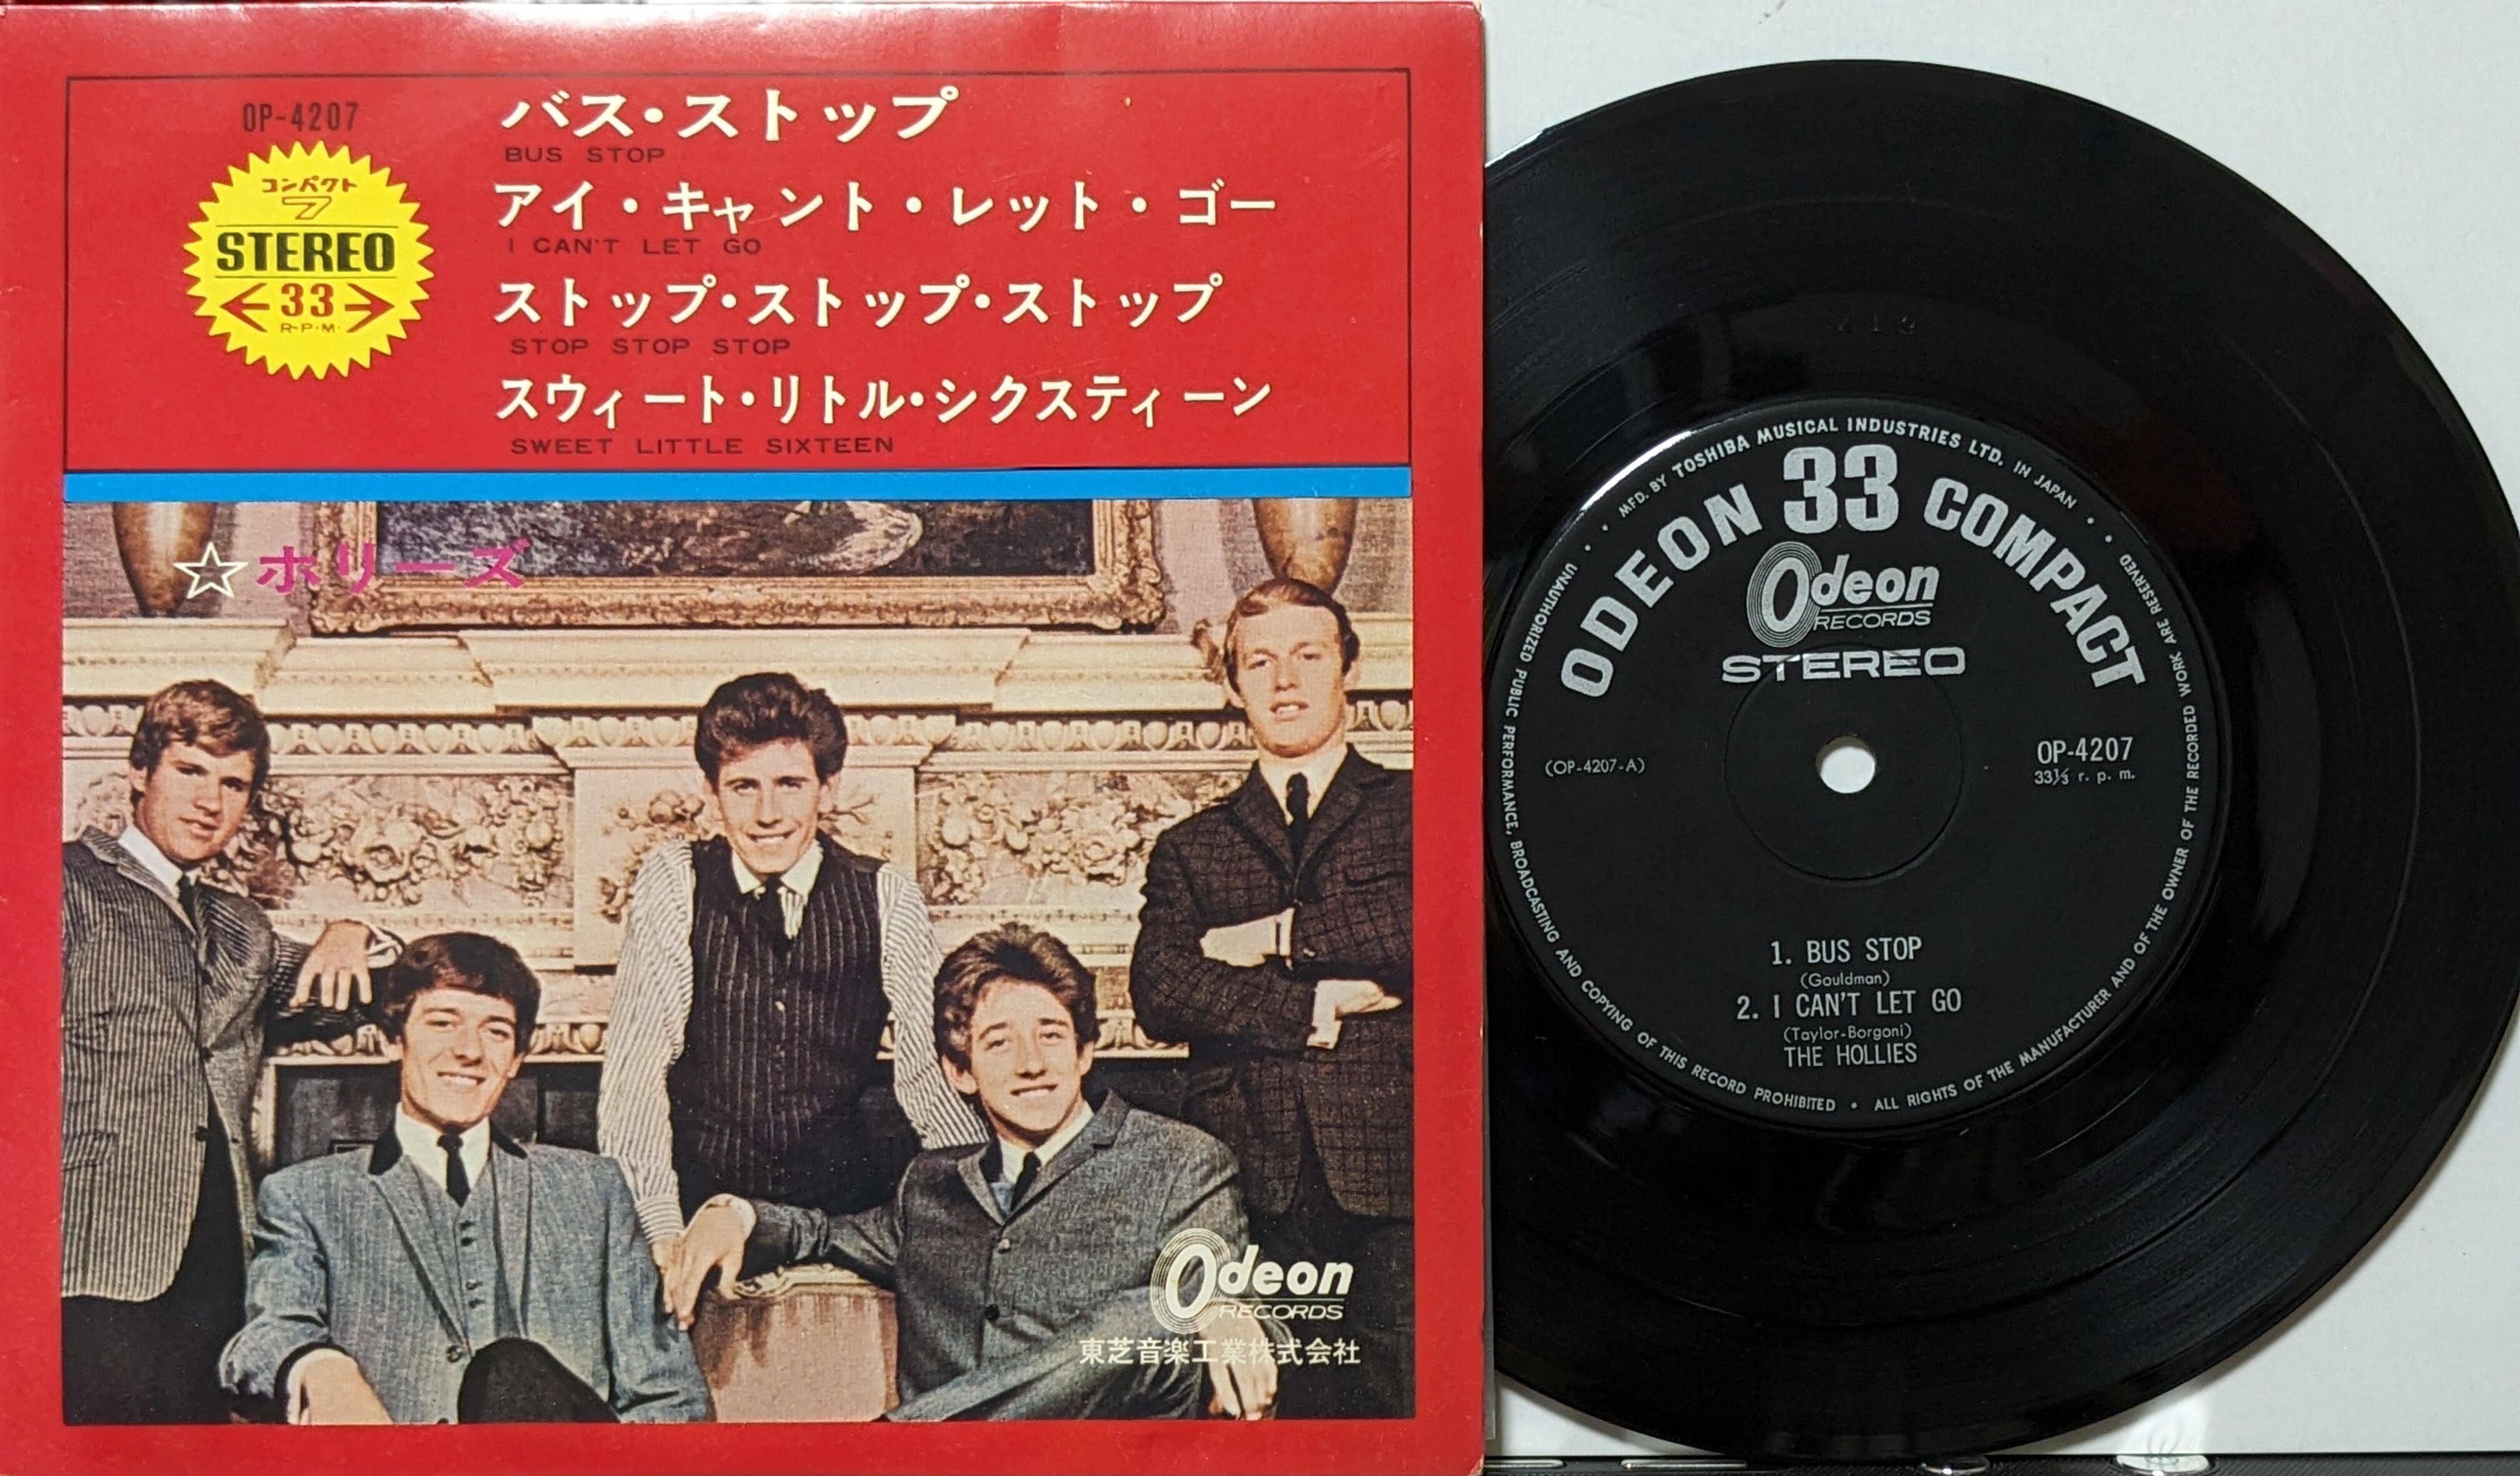 OP-4207
コンパクト
7
STEREO
33
R・P・M・
バス・ストップ
BUS STOP
アイ・キャント・レット・ゴー
I CAN'T LET GO
ストップ・ストップ・ストップ
STOP STOP STOP
スウィート・リトル・シクスティーン
SWEET LITTLE SIXTEEN
☆ホリーズ
Odeon
RECORDS
東芝音楽工業株式会社
MFD. BY TOSHIBA MUSICAL INDUSTRIES LTD. IN JAPAN
ODEON 33 COMPACT
Odeon
RECORDS
STEREO
(OP-4207-A)
OP-4207
33⅓ r. p. m.
1. BUS STOP
(Gouldman)
2. I CAN'T LET GO
(Taylor-Borgoni)
THE HOLLIES
UNAUTHORIZED PUBLIC PERFORMANCE, BROADCASTING AND COPYING OF THIS RECORD PROHIBITED • ALL RIGHTS OF THE MANUFACTURER AND OF THE OWNER OF THE RECORDED WORK ARE RESERVED